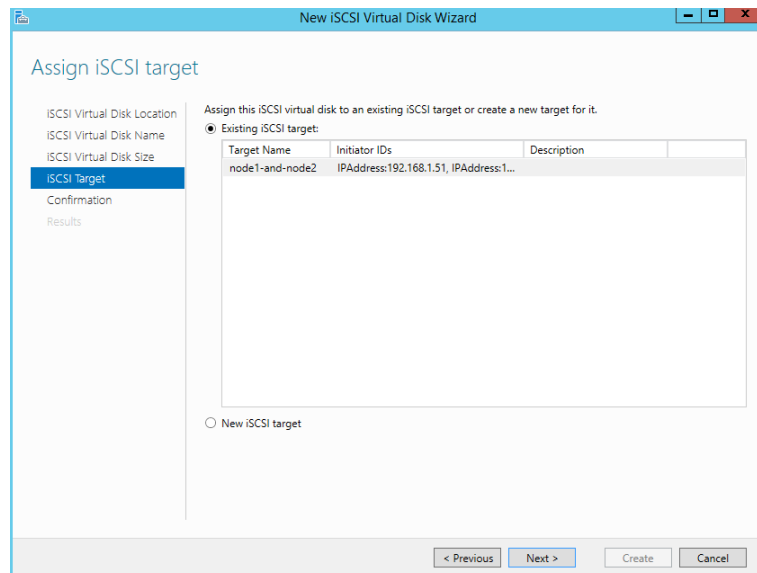 New iSCSI Virtual Disk Wizard
Assign iSCSI target
iSCSI Virtual Disk Location
iSCSI Virtual Disk Name
iSCSI Virtual Disk Size
iSCSI Target
Confirmation
Results
Assign this iSCSI virtual disk to an existing iSCSI target or create a new target for it.
Existing iSCSI target:
Target Name Initiator IDs Description
node1-and-node2 IPAddress:192.168.1.51, IPAddress:1...
New iSCSI target
< Previous Next > Create Cancel